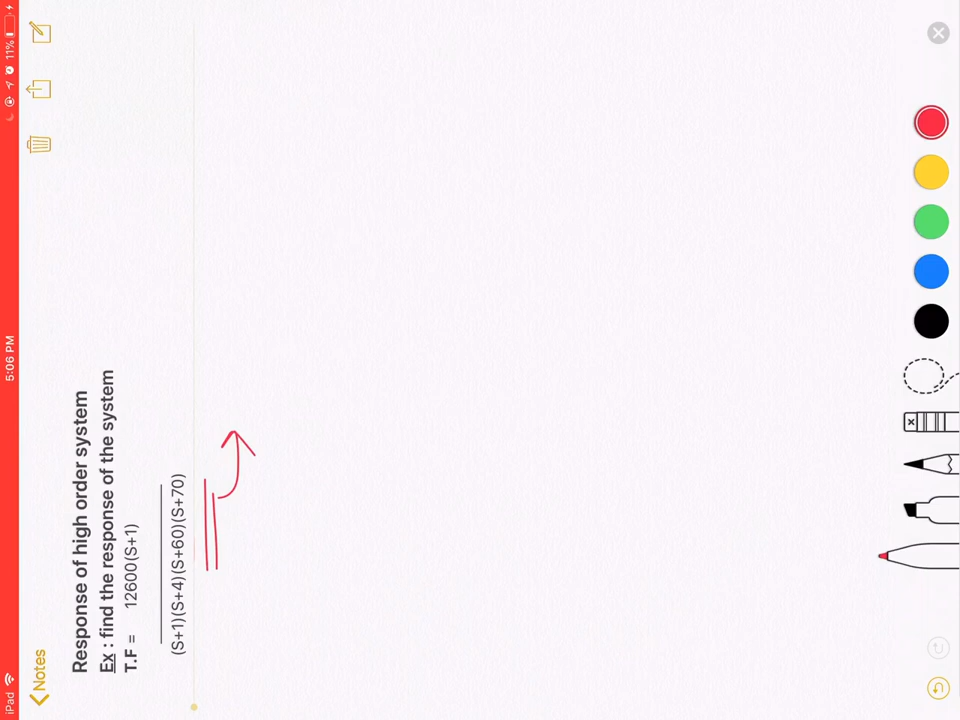 iPad 5:06 PM 11%
Notes
Response of high order system
Ex : find the response of the system
T.F = 12600(S+1)
(S+1)(S+4)(S+60)(S+70)